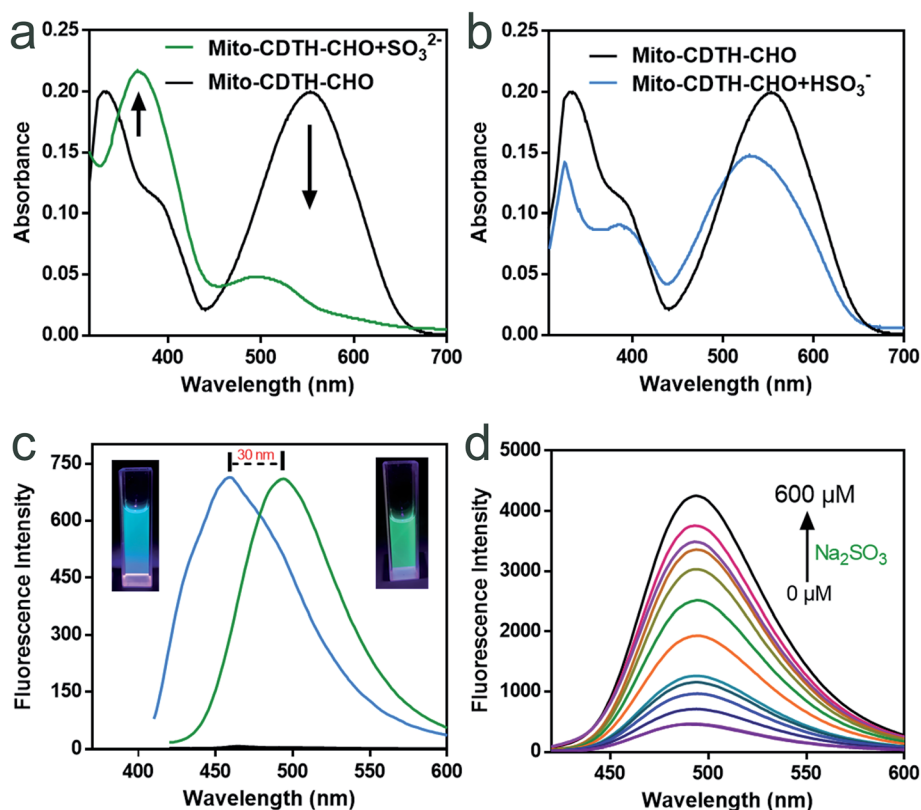 a
0.25
0.20
0.15
0.10
0.05
0.00
Absorbance
Mito-CDTH-CHO+SO₃²⁻
Mito-CDTH-CHO
400
500
600
700
Wavelength (nm)
b
0.25
0.20
0.15
0.10
0.05
0.00
Absorbance
Mito-CDTH-CHO
Mito-CDTH-CHO+HSO₃⁻
400
500
600
700
Wavelength (nm)
c
750
600
450
300
150
0
Fluorescence Intensity
30 nm
400
450
500
550
600
Wavelength (nm)
d
5000
4000
3000
2000
1000
0
Fluorescence Intensity
600 μM
Na₂SO₃
0 μM
450
500
550
600
Wavelength (nm)